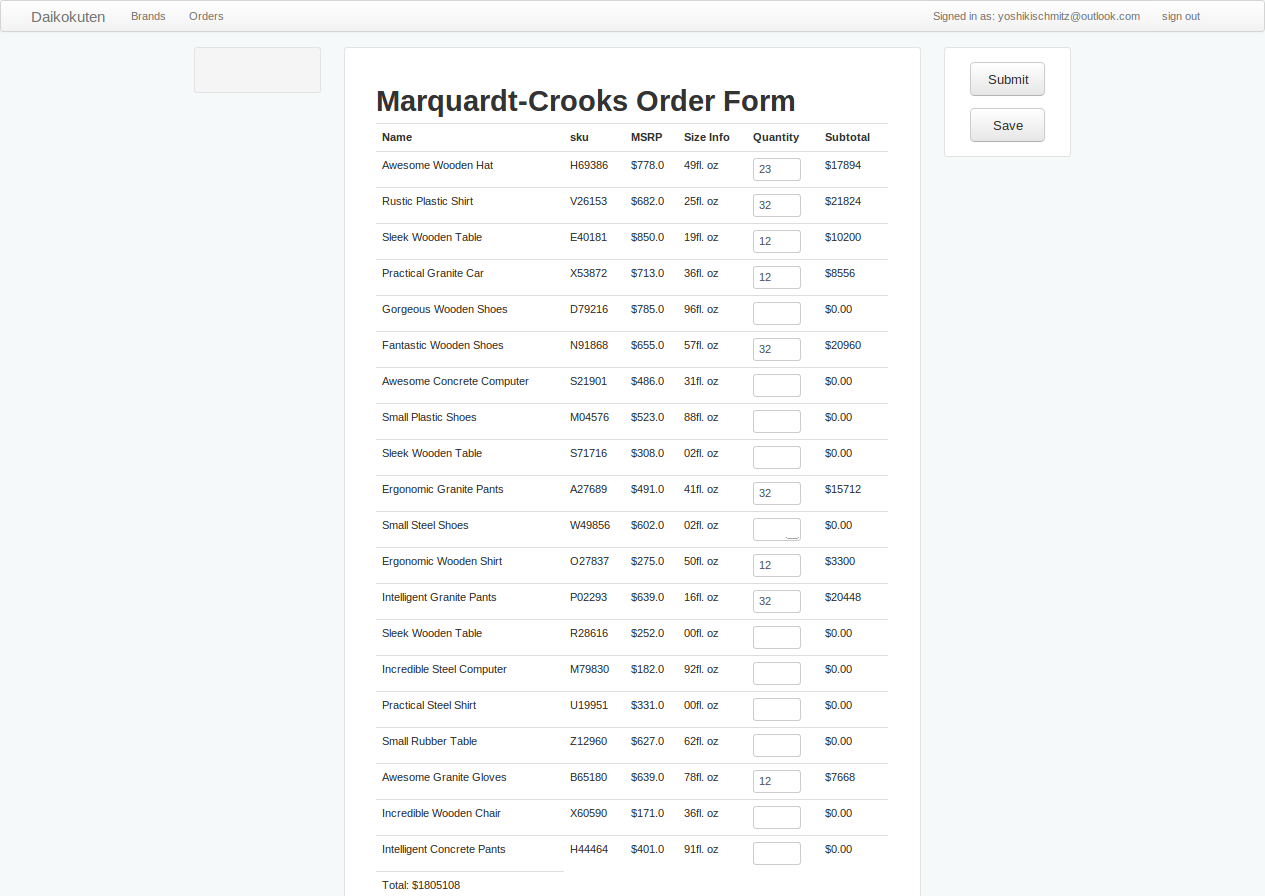 Daikokuten Brands Orders Signed in as: yoshikischmitz@outlook.com sign out
Submit
Save
Marquardt-Crooks Order Form
Name sku MSRP Size Info Quantity Subtotal
Awesome Wooden Hat H69386 $778.0 49fl. oz 23 $17894
Rustic Plastic Shirt V26153 $682.0 25fl. oz 32 $21824
Sleek Wooden Table E40181 $850.0 19fl. oz 12 $10200
Practical Granite Car X53872 $713.0 36fl. oz 12 $8556
Gorgeous Wooden Shoes D79216 $785.0 96fl. oz $0.00
Fantastic Wooden Shoes N91868 $655.0 57fl. oz 32 $20960
Awesome Concrete Computer S21901 $486.0 31fl. oz $0.00
Small Plastic Shoes M04576 $523.0 88fl. oz $0.00
Sleek Wooden Table S71716 $308.0 02fl. oz $0.00
Ergonomic Granite Pants A27689 $491.0 41fl. oz 32 $15712
Small Steel Shoes W49856 $602.0 02fl. oz $0.00
Ergonomic Wooden Shirt O27837 $275.0 50fl. oz 12 $3300
Intelligent Granite Pants P02293 $639.0 16fl. oz 32 $20448
Sleek Wooden Table R28616 $252.0 00fl. oz $0.00
Incredible Steel Computer M79830 $182.0 92fl. oz $0.00
Practical Steel Shirt U19951 $331.0 00fl. oz $0.00
Small Rubber Table Z12960 $627.0 62fl. oz $0.00
Awesome Granite Gloves B65180 $639.0 78fl. oz 12 $7668
Incredible Wooden Chair X60590 $171.0 36fl. oz $0.00
Intelligent Concrete Pants H44464 $401.0 91fl. oz $0.00
Total: $1805108